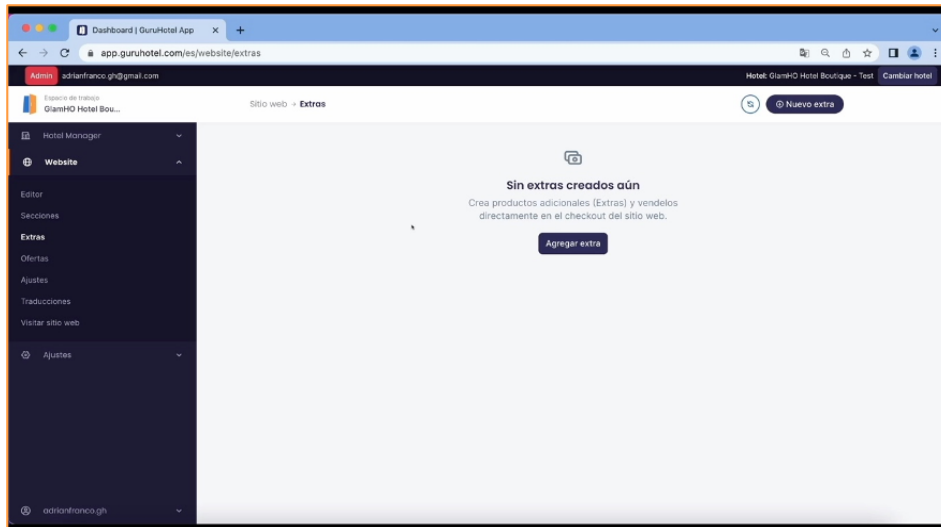 Dashboard | GuruHotel App
app.guruhotel.com/es/website/extras
Admin adrianfranco.gh@gmail.com
Hotel: GlamHO Hotel Boutique - Test Cambiar hotel
Espacio de trabajo
GlamHO Hotel Bou...
Sitio web Extras
Nuevo extra
Hotel Manager
Website
Editor
Secciones
Extras
Ofertas
Ajustes
Traducciones
Visitar sitio web
Ajustes
adrianfranco.gh
Sin extras creados aún
Crea productos adicionales (Extras) y vendelos
directamente en el checkout del sitio web.
Agregar extra